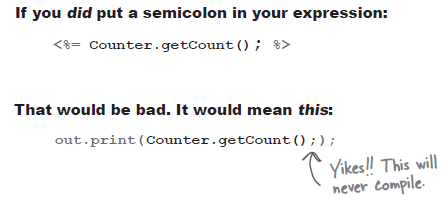 If you did put a semicolon in your expression:
<%= Counter.getCount(); %>
That would be bad. It would mean this:
out.print(Counter.getCount(););
Yikes!! This will
never compile.